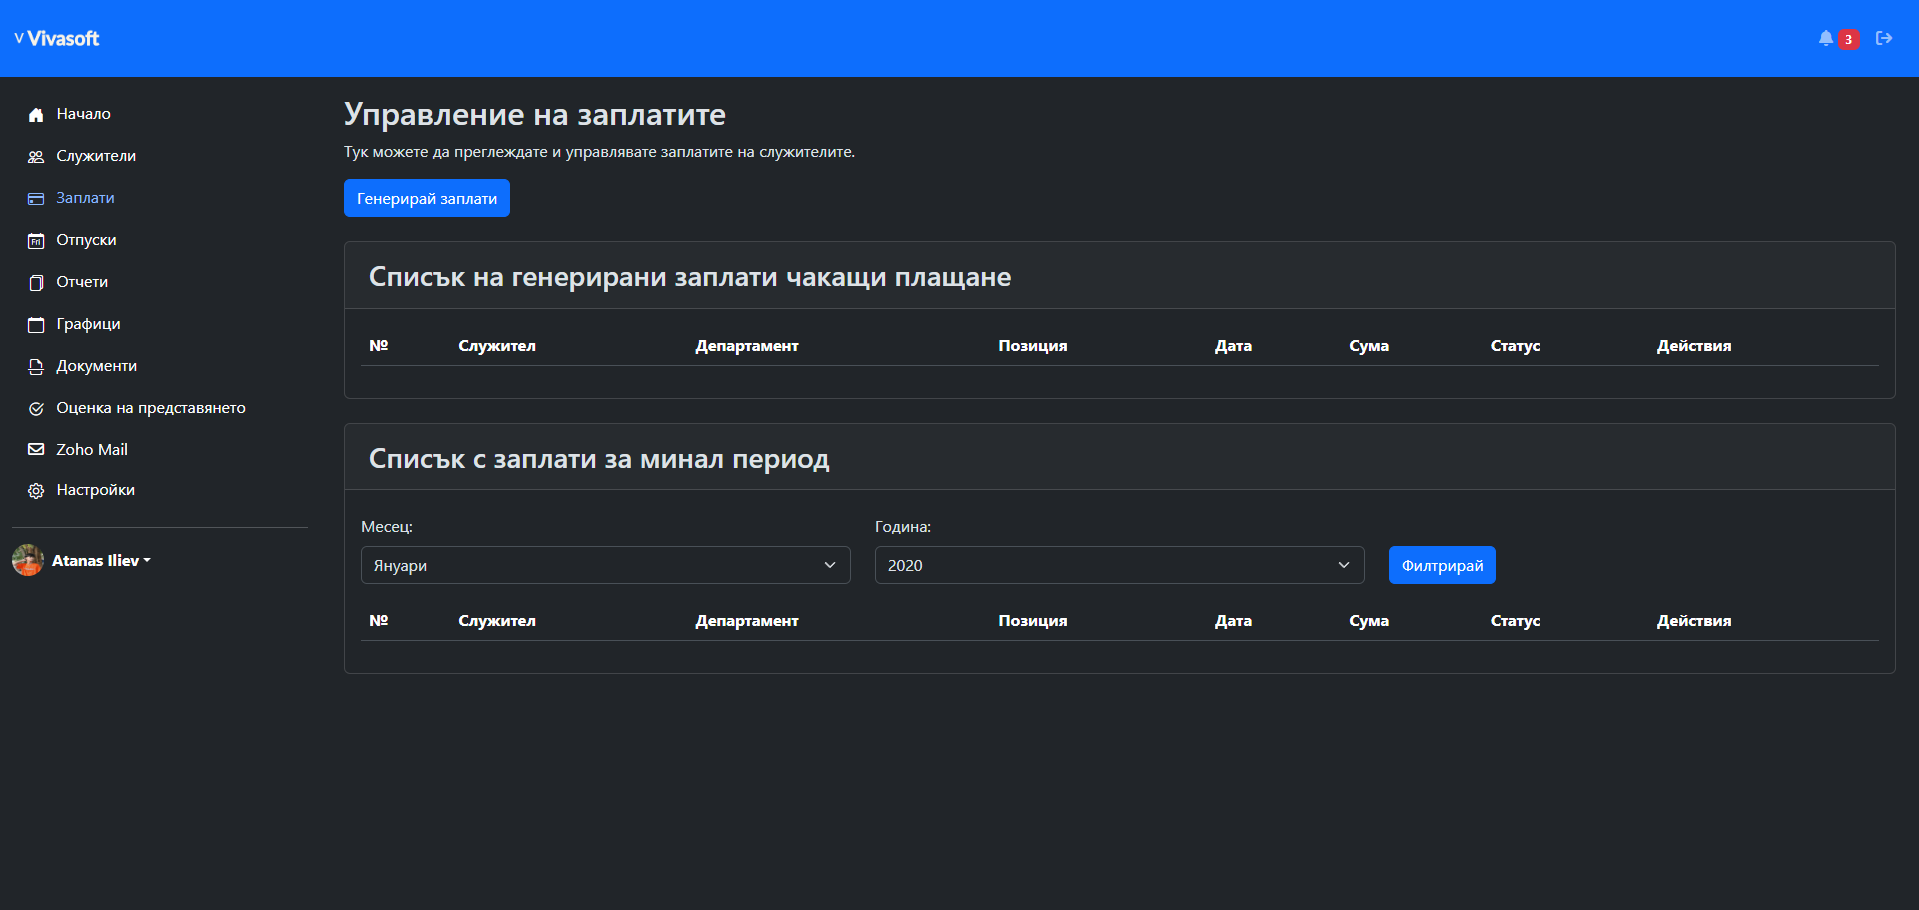 V Vivasoft
3
Начало
Служители
Заплати
Отпуски
Отчети
Графици
Документи
Оценка на представянето
Zoho Mail
Настройки
Atanas Iliev
Управление на заплатите
Тук можете да преглеждате и управлявате заплатите на служителите.
Генерирай заплати
Списък на генерирани заплати чакащи плащане
№ Служител Департамент Позиция Дата Сума Статус Действия
Списък с заплати за минал период
Месец: Година:
Януари 2020 Филтрирай
№ Служител Департамент Позиция Дата Сума Статус Действия